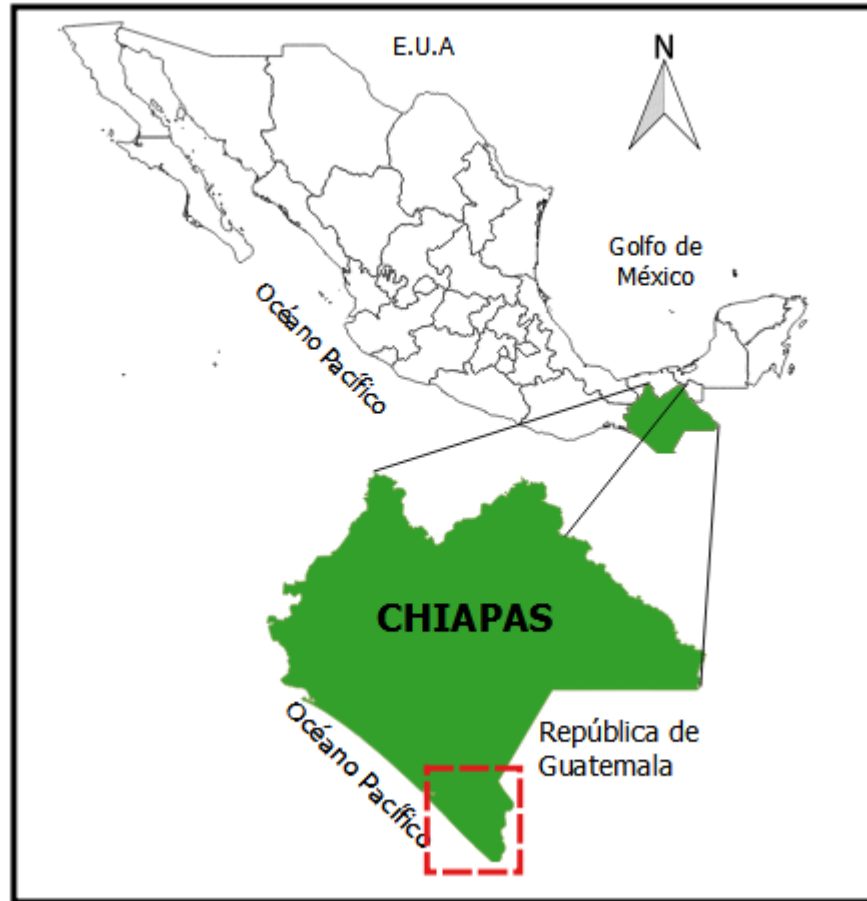 E.U.A
N
Golfo de
México
Océano Pacífico
CHIAPAS
Océano Pacífico
República de
Guatemala